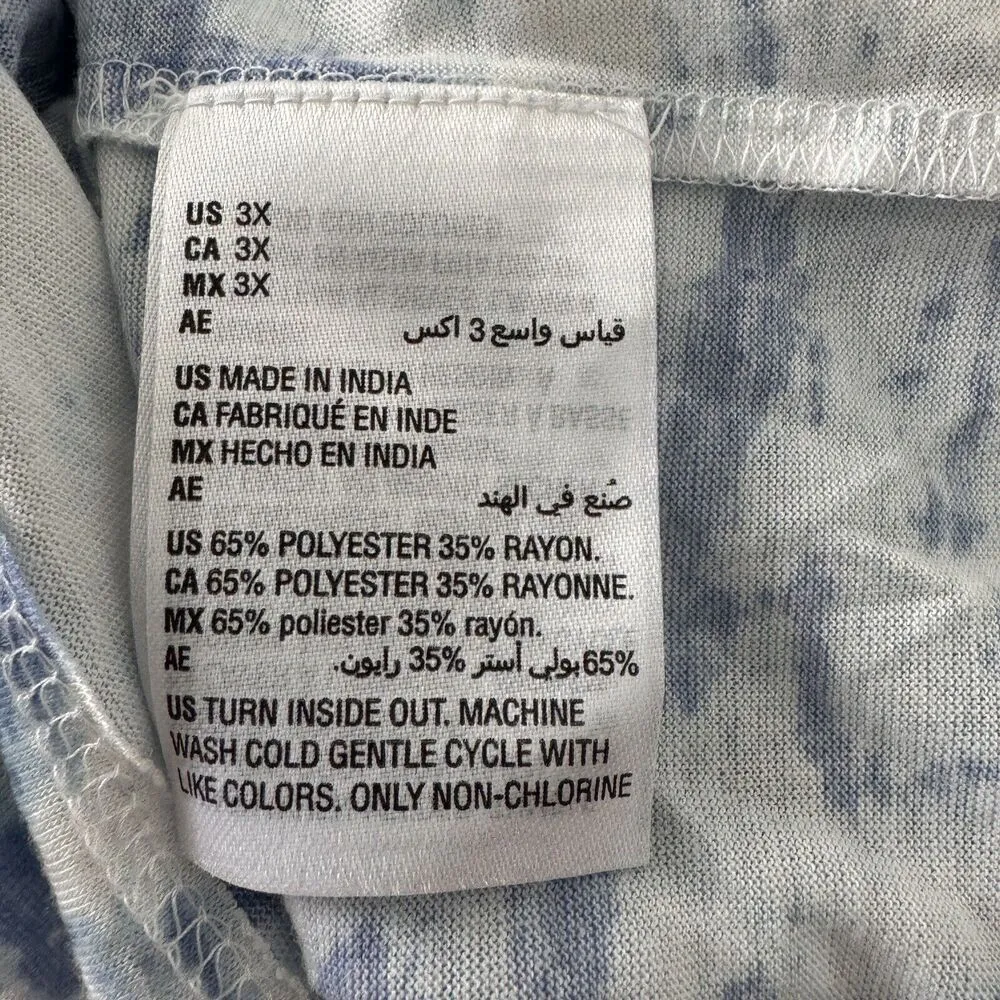 US 3X
CA 3X
MX 3X
AE قياس واسع 3 اكس
US MADE IN INDIA
CA FABRIQUÉ EN INDE
MX HECHO EN INDIA
AE صُنع في الهند
US 65% POLYESTER 35% RAYON.
CA 65% POLYESTER 35% RAYONNE.
MX 65% poliester 35% rayón.
AE 65%بولي أستر 35% رايون.
US TURN INSIDE OUT. MACHINE
WASH COLD GENTLE CYCLE WITH
LIKE COLORS. ONLY NON-CHLORINE